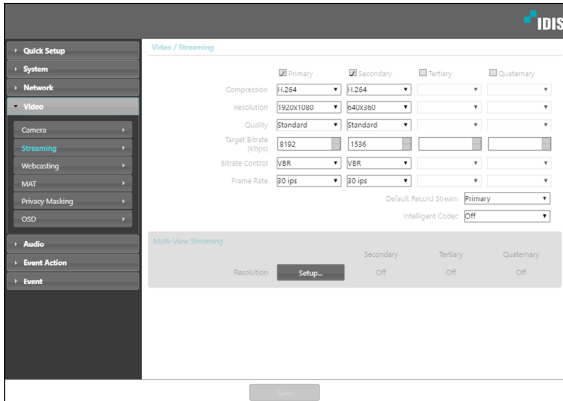 IDIS
Quick Setup
System
Network
Video
Camera
Streaming
Webcasting
MAT
Privacy Masking
OSD
Audio
Event Action
Event
Video / Streaming
Primary Secondary Tertiary Quaternary
Compression H.264 H.264
Resolution 1920x1080 640x360
Quality Standard Standard
Target Bitrate
(Kbps) 8192 1536
Bitrate Control VBR VBR
Frame Rate 30 ips 30 ips
Default Record Stream Primary
Intelligent Codec Off
Multi-View Streaming
Secondary Tertiary Quaternary
Resolution Setup... Off Off Off
Save